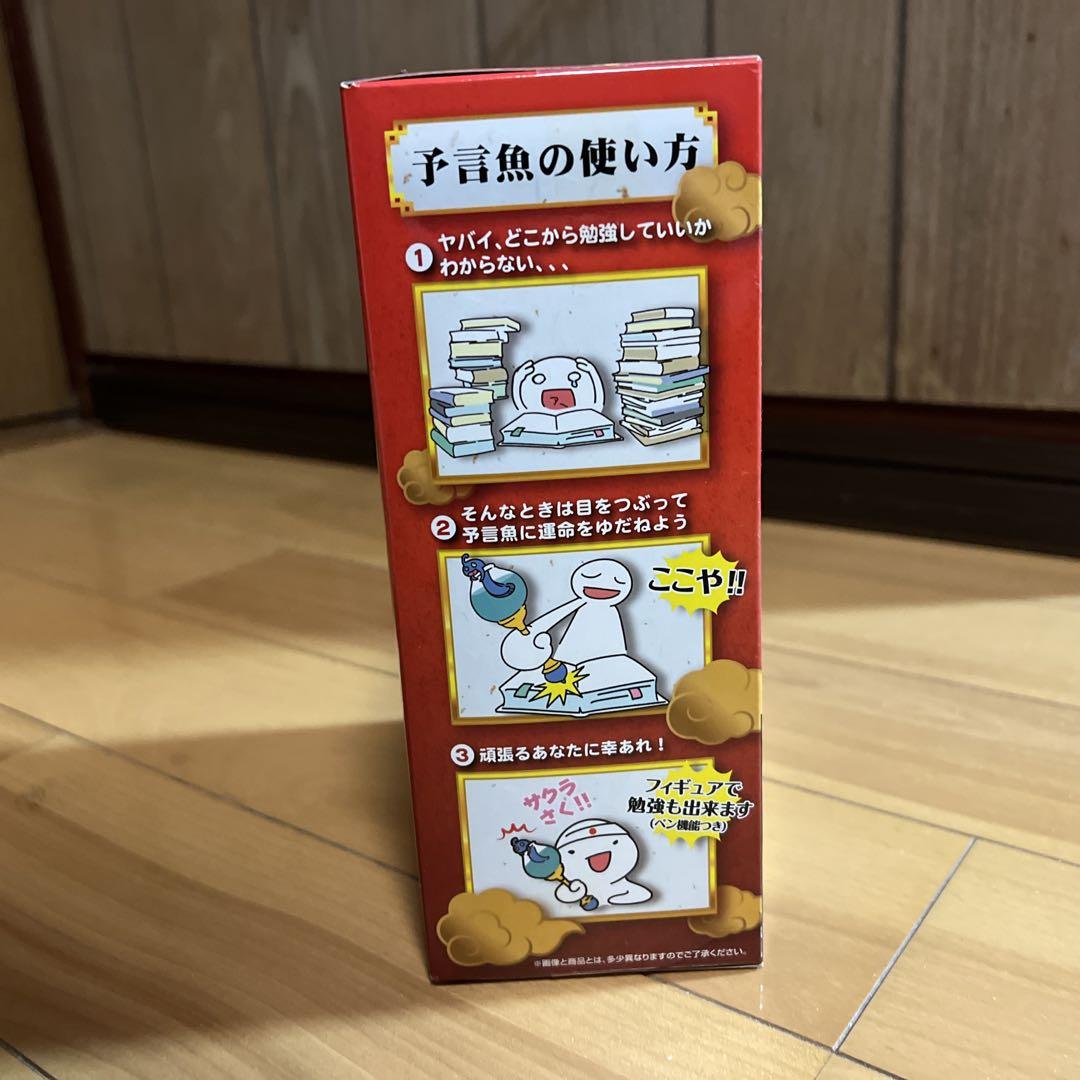 予言魚の使い方
1 ヤバイ、どこから勉強していいか
わからない、、、
2 そんなときは目をつぶって
予言魚に運命をゆだねよう
ここや!!
3 頑張るあなたに幸あれ！
サクラ
さく!!
フィギュアで
勉強も出来ます
(ペン機能つき)
※画像と商品とは、多少異なりますのでご了承ください。